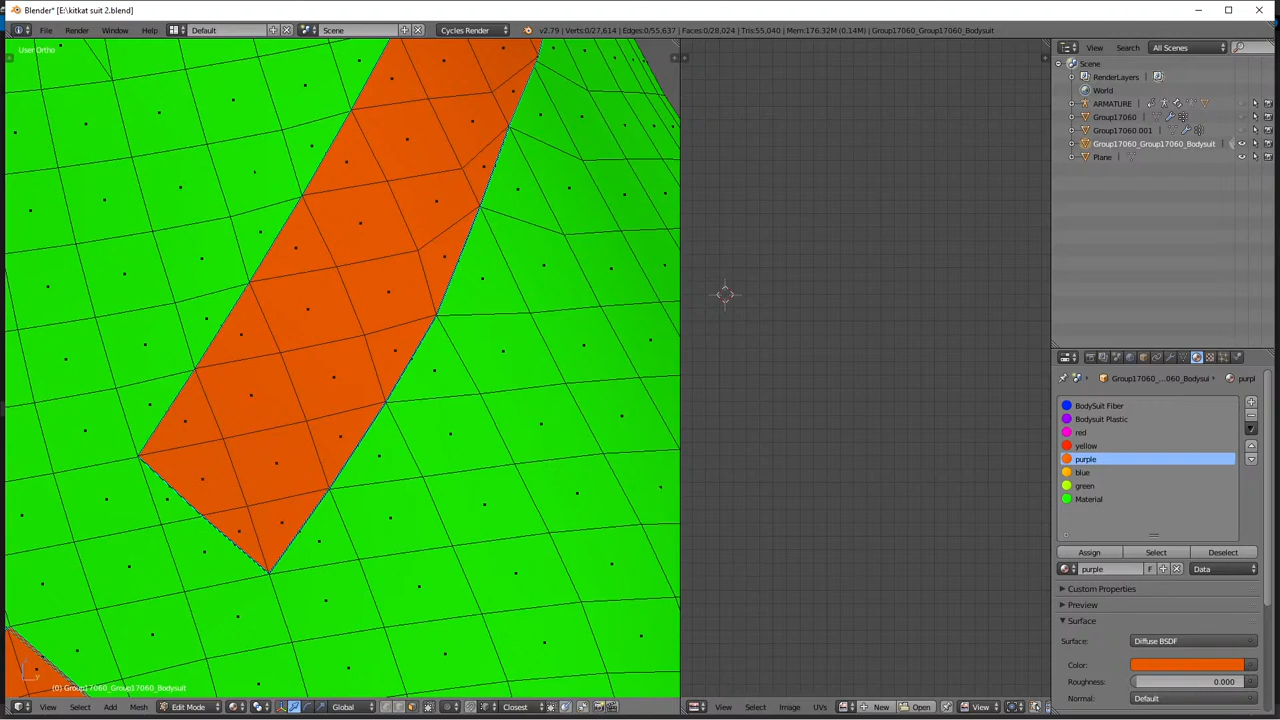 Blender* [E:\kitkat suit 2.blend]
File Render Window Help Default Scene Cycles Render v2.79 | Verts:0/27,614 | Edges:0/55,637 | Faces:0/28,024 | Tris:55,040 | Mem:176.32M (0.14M) | Group17060_Group17060_Bodysuit
View Search All Scenes
User Ortho
Scene
RenderLayers
World
ARMATURE
Group17060
Group17060.001
Group17060_Group17060_Bodysuit
Plane
Group17060_...060_Bodysui purpl
BodySuit Fiber
Bodysuit Plastic
red
yellow
purple
blue
green
Material
Assign Select Deselect
purple F Data
Custom Properties
Preview
Surface
Surface: Diffuse BSDF
Color:
Roughness: 0.000
Normal: Default
(0) Group17060_Group17060_Bodysuit
View Select Add Mesh Edit Mode Global Closest View Select Image UVs New Open View